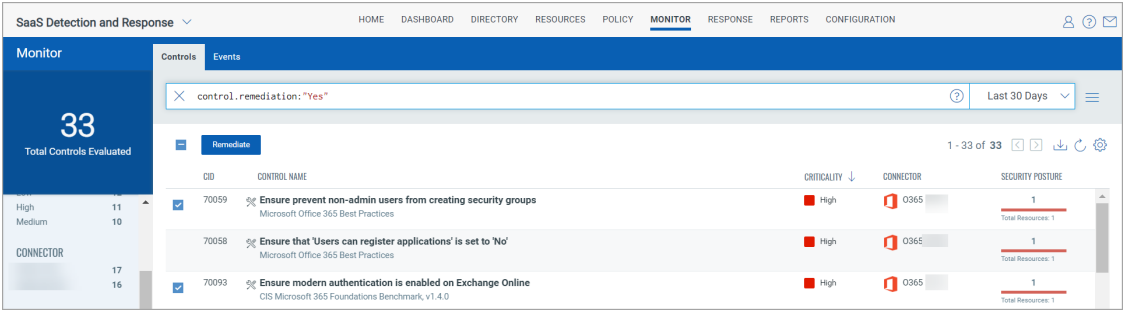 SaaS Detection and Response
HOME DASHBOARD DIRECTORY RESOURCES POLICY MONITOR RESPONSE REPORTS CONFIGURATION
Monitor
Controls Events
control.remediation:"Yes"
Last 30 Days
33
Total Controls Evaluated
Remediate
1 - 33 of 33
CID CONTROL NAME CRITICALITY CONNECTOR SECURITY POSTURE
High 11
Medium 10
CONNECTOR
17
16
70059 Ensure prevent non-admin users from creating security groups High O365 1
Microsoft Office 365 Best Practices
Total Resources: 1
70058 Ensure that 'Users can register applications' is set to 'No' High O365 1
Microsoft Office 365 Best Practices
Total Resources: 1
70093 Ensure modern authentication is enabled on Exchange Online High O365 1
CIS Microsoft 365 Foundations Benchmark, v1.4.0
Total Resources: 1